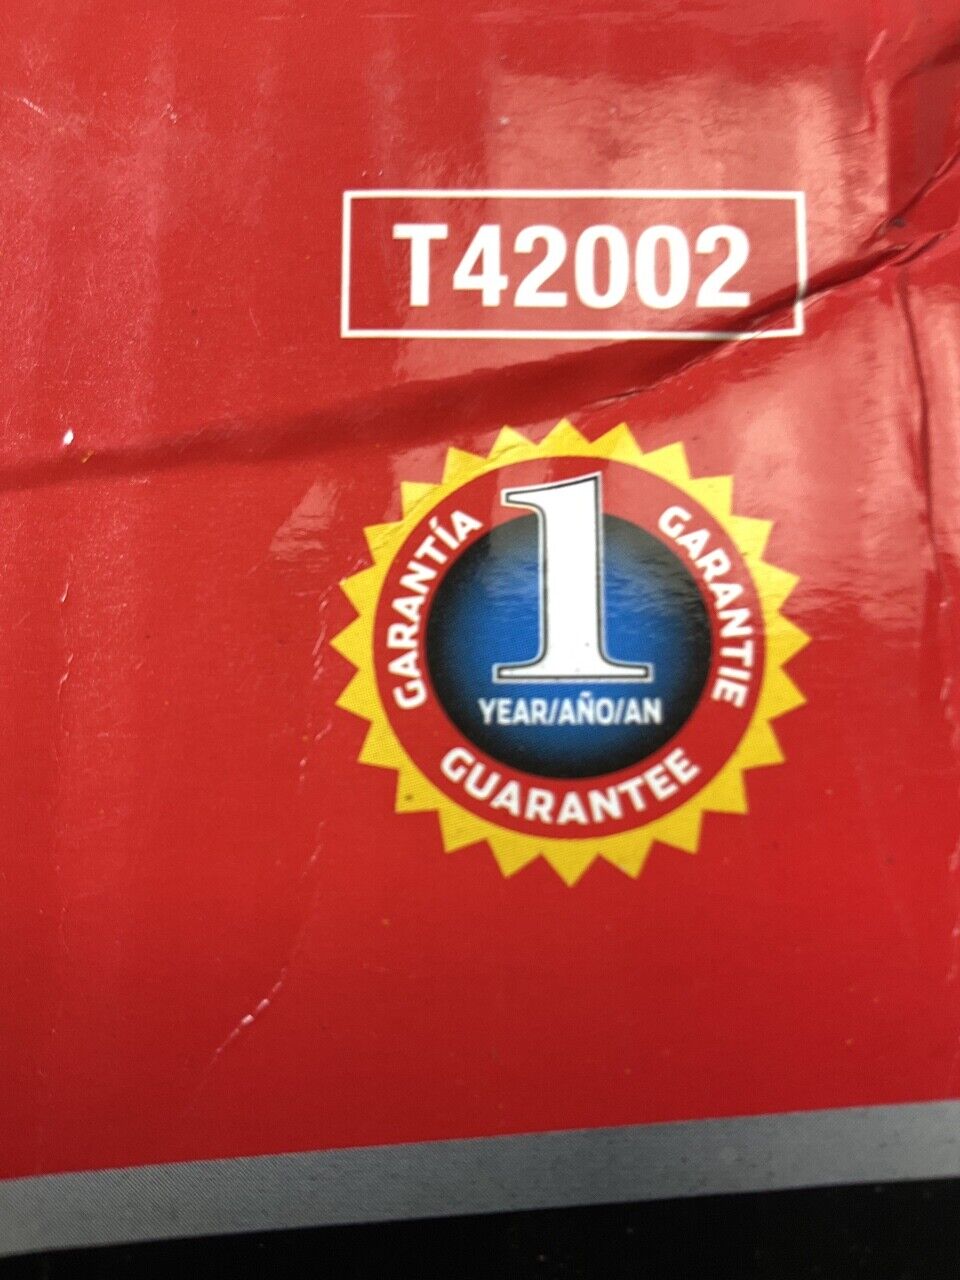 T42002
GARANTÍA
GARANTIE
1
YEAR/AÑO/AN
GUARANTEE